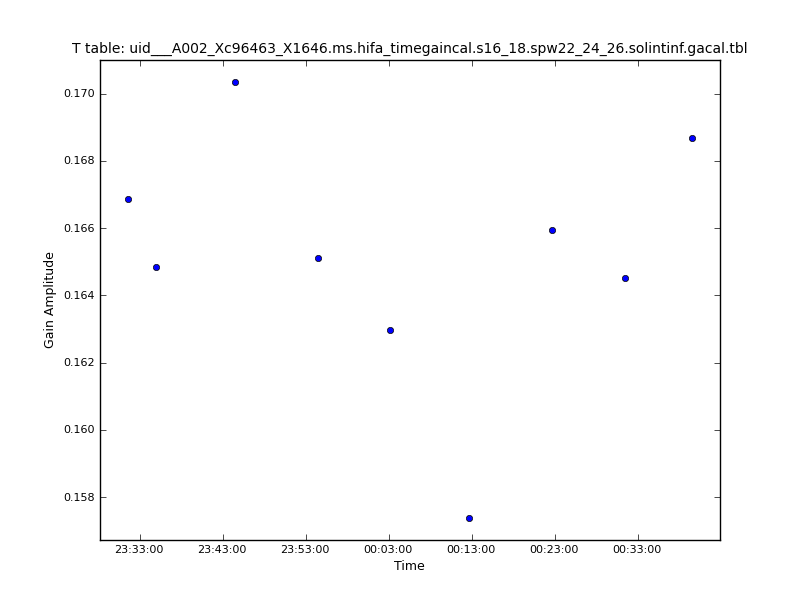 T table: uid___A002_Xc96463_X1646.ms.hifa_timegaincal.s16_18.spw22_24_26.solintinf.gacal.tbl
0.170
0.168
0.166
0.164
0.162
0.160
0.158
Gain Amplitude
23:33:00 23:43:00 23:53:00 00:03:00 00:13:00 00:23:00 00:33:00
Time